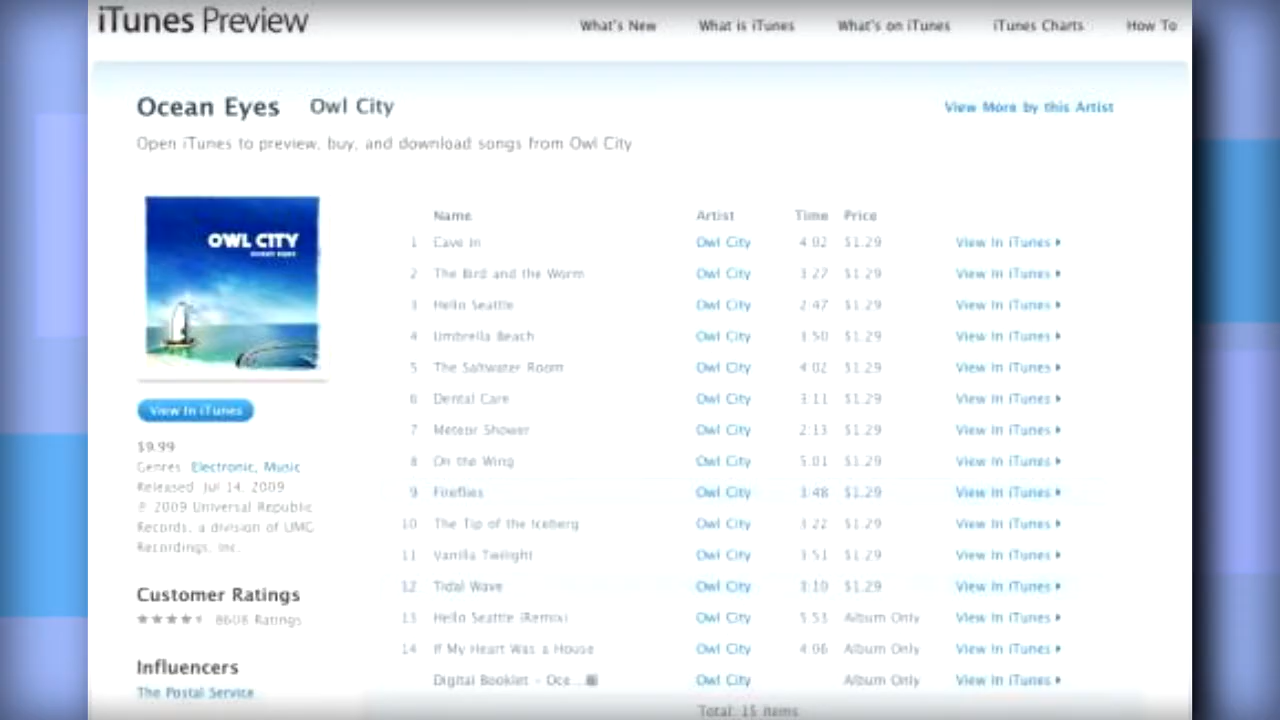 iTunes Preview What's New What is iTunes What's on iTunes iTunes Charts How To
Ocean Eyes Owl City View More by this Artist
Open iTunes to preview, buy, and download songs from Owl City
OWL CITY
OCEAN EYES
View In iTunes
$9.99
Genres: Electronic, Music
Released: Jul 14, 2009
℗ 2009 Universal Republic
Records, a division of UMG
Recordings, Inc.
Customer Ratings
8608 Ratings
Influencers
The Postal Service
Name Artist Time Price
1 Cave In Owl City 4:02 $1.29 View In iTunes
2 The Bird and the Worm Owl City 3:27 $1.29 View In iTunes
3 Hello Seattle Owl City 2:47 $1.29 View In iTunes
4 Umbrella Beach Owl City 3:50 $1.29 View In iTunes
5 The Saltwater Room Owl City 4:02 $1.29 View In iTunes
6 Dental Care Owl City 3:11 $1.29 View In iTunes
7 Meteor Shower Owl City 2:13 $1.29 View In iTunes
8 On the Wing Owl City 5:01 $1.29 View In iTunes
9 Fireflies Owl City 3:48 $1.29 View In iTunes
10 The Tip of the Iceberg Owl City 3:22 $1.29 View In iTunes
11 Vanilla Twilight Owl City 3:51 $1.29 View In iTunes
12 Tidal Wave Owl City 3:10 $1.29 View In iTunes
13 Hello Seattle (Remix) Owl City 5:53 Album Only View In iTunes
14 If My Heart Was a House Owl City 4:06 Album Only View In iTunes
Digital Booklet - Oce... Owl City Album Only View In iTunes
Total: 15 items